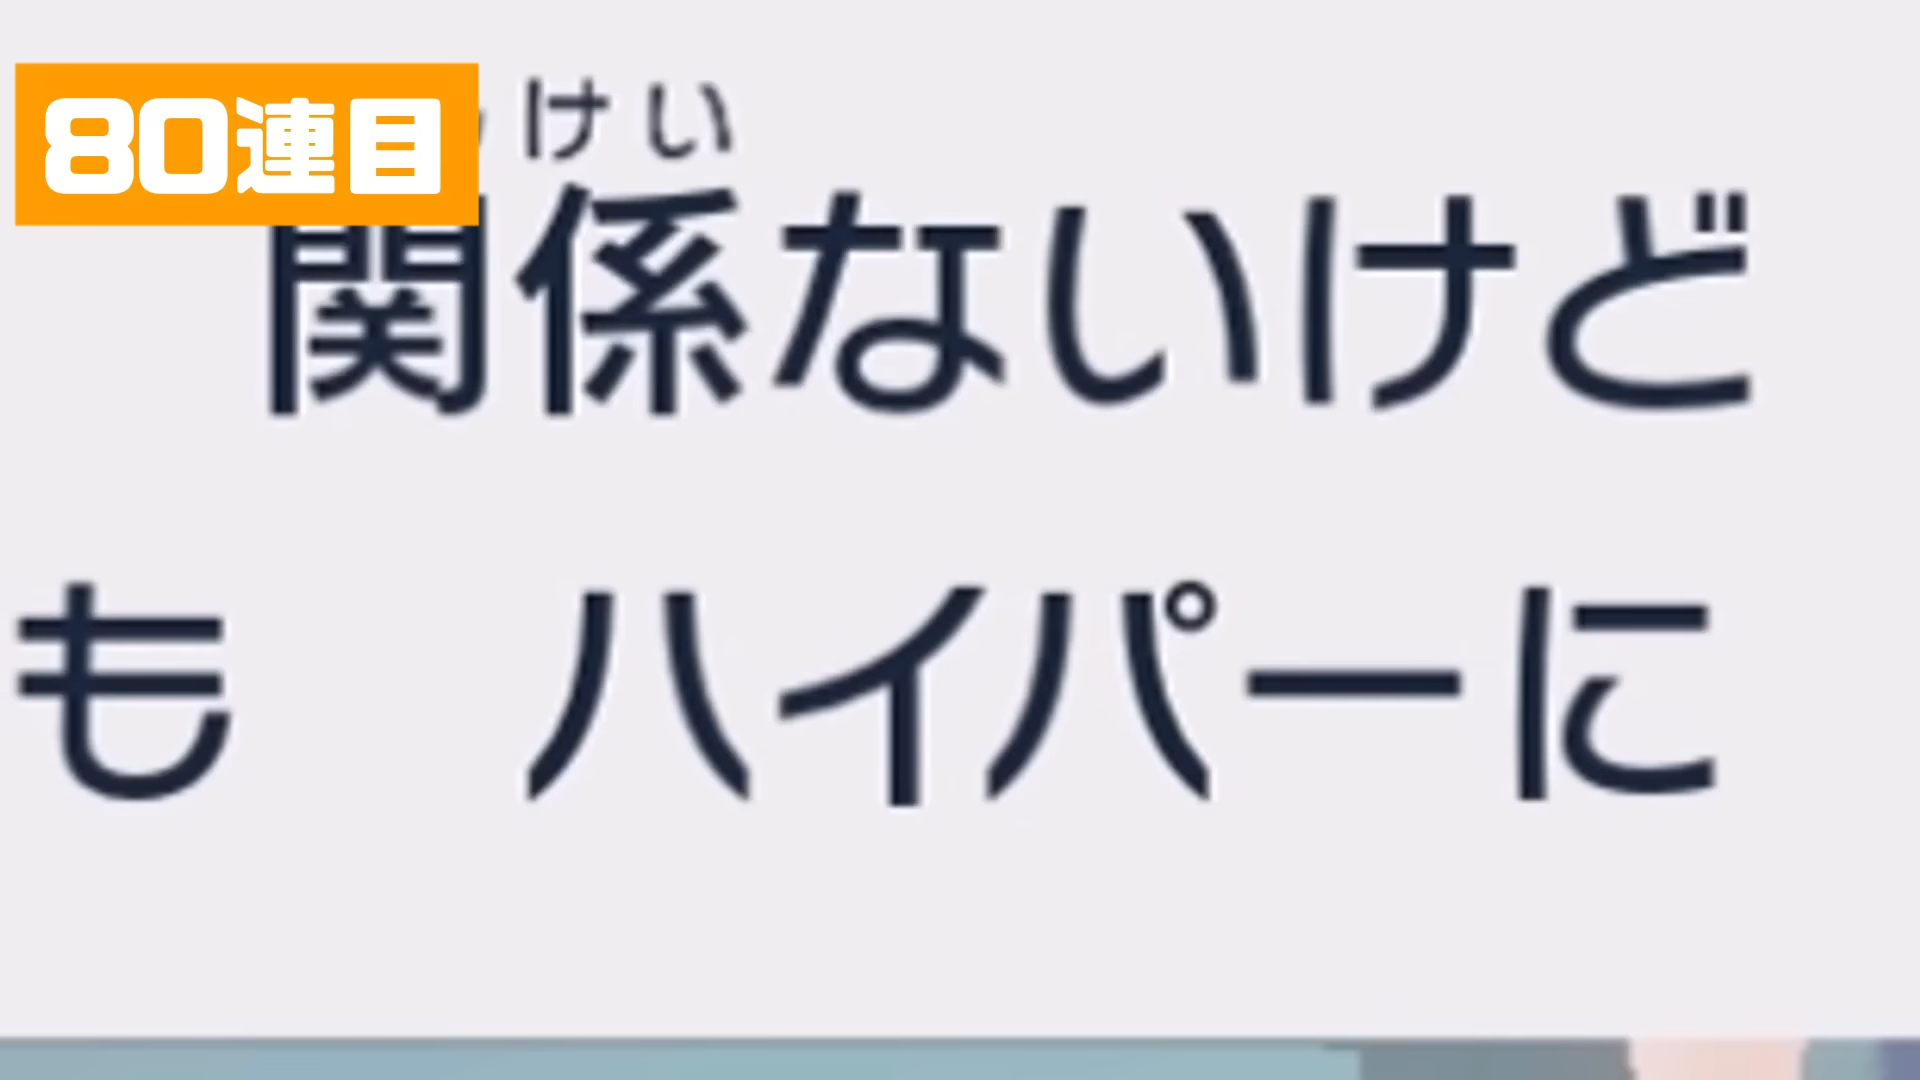 80連目
けい
関係ないけど
も ハイパーに